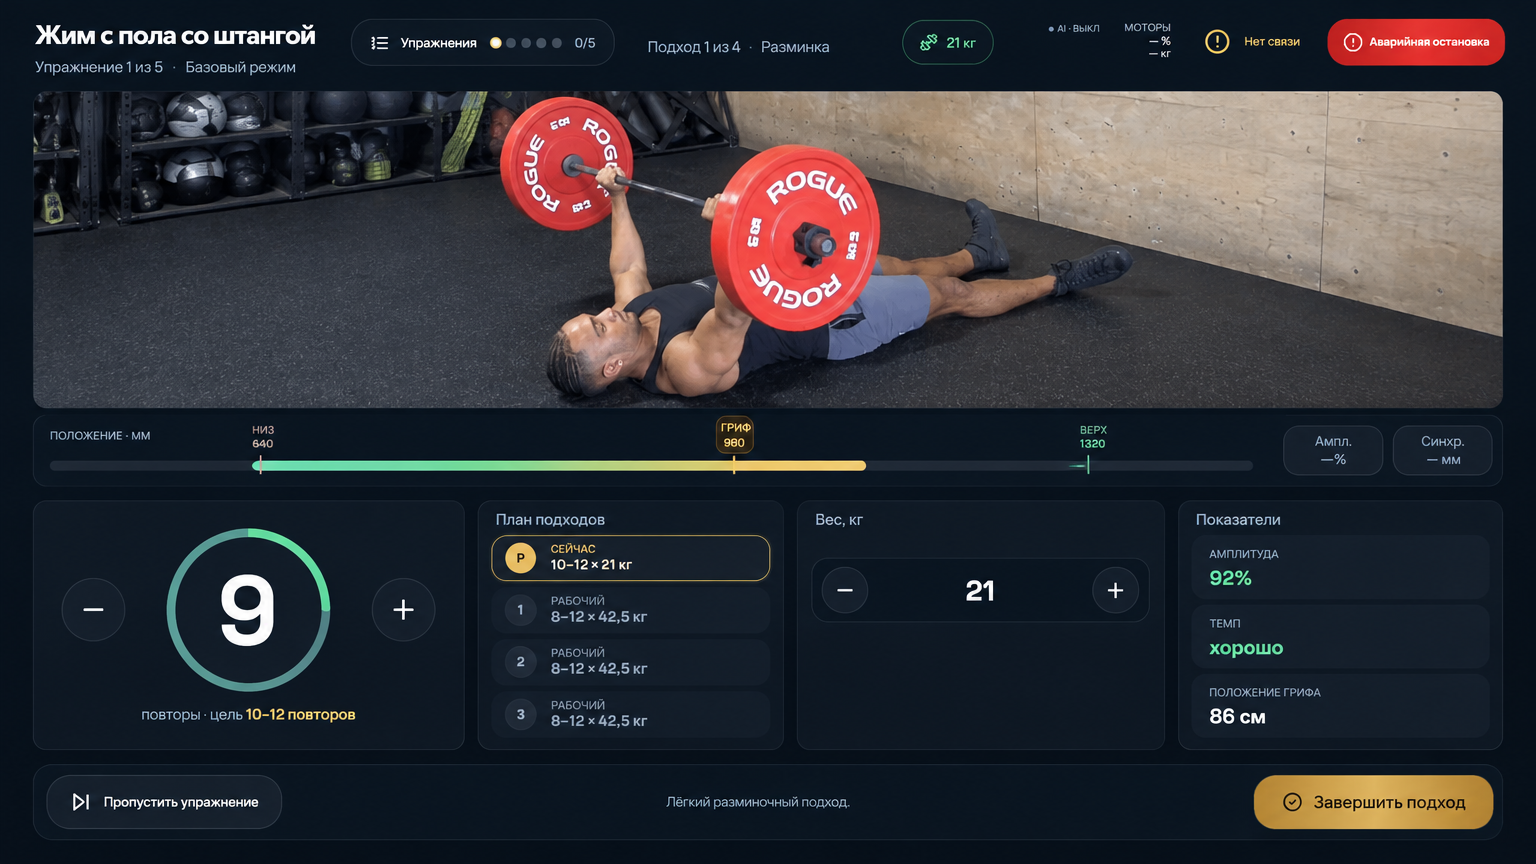 Жим с пола со штангой
Упражнение 1 из 5 · Базовый режим
Упражнения 0/5
Подход 1 из 4 · Разминка
21 кг
AI · ВЫКЛ
МОТОРЫ
— %
— кг
Нет связи
Аварийная остановка
ROGUE
ROGUE
ROGUE
ROGUE
ПОЛОЖЕНИЕ · ММ
НИЗ
640
ГРИФ
980
ВЕРХ
1320
Ампл.
—%
Синхр.
— мм
9
повторы · цель 10–12 повторов
План подходов
Р
СЕЙЧАС
10–12 × 21 кг
1
РАБОЧИЙ
8–12 × 42,5 кг
2
РАБОЧИЙ
8–12 × 42,5 кг
3
РАБОЧИЙ
8–12 × 42,5 кг
Вес, кг
21
Показатели
АМПЛИТУДА
92%
ТЕМП
хорошо
ПОЛОЖЕНИЕ ГРИФА
86 см
Пропустить упражнение
Лёгкий разминочный подход.
Завершить подход